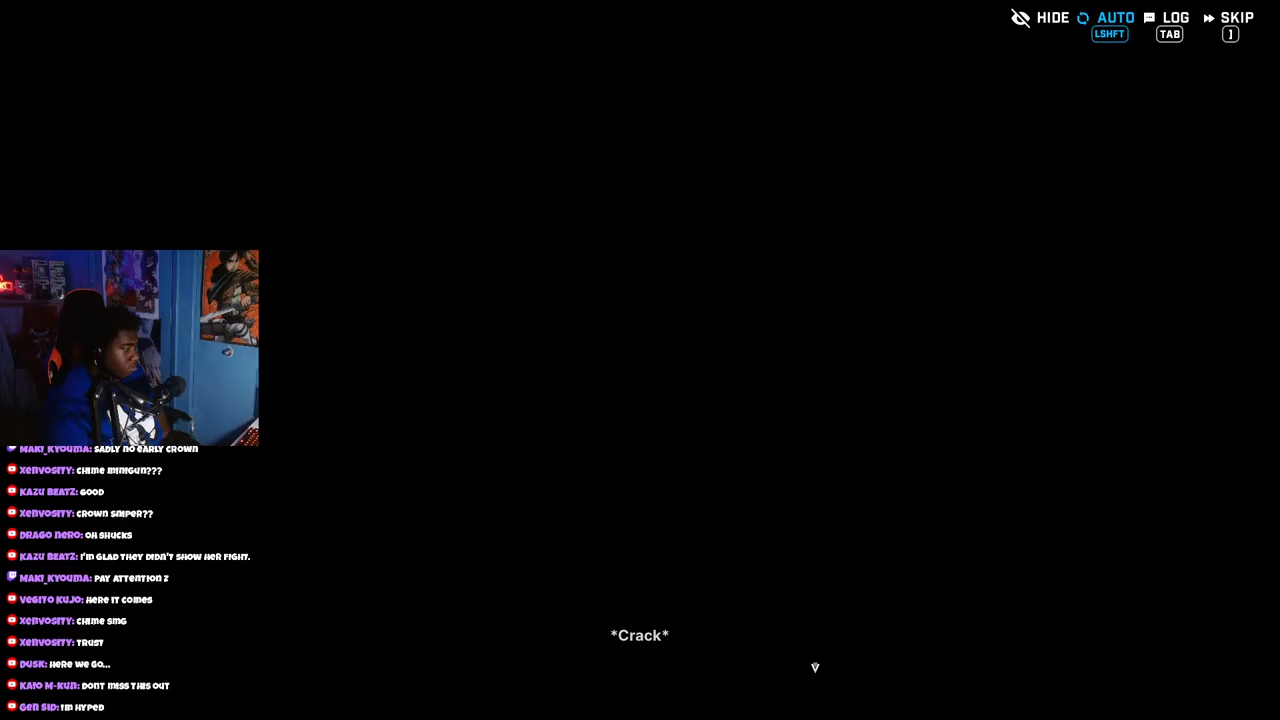 HIDE AUTO LOG SKIP
LSHFT TAB ]
MAKI_KYOUMA: SADLY NO EARLY CROWN
XENVOSITY: CHIME MINIGUN???
KAZU BEATZ: GOOD
XENVOSITY: CROWN SNIPER??
DRAGO NERO: OH SHUCKS
KAZU BEATZ: I'M GLAD THEY DIDN'T SHOW HER FIGHT.
MAKI_KYOUMA: PAY ATTENTION Z
VEGITO KUJO: HERE IT COMES
XENVOSITY: CHIME SMG
*Crack*
XENVOSITY: TRUST
DUSK: HERE WE GO...
KAIO M-KUN: DONT MISS THIS OUT
GEN SID: I'M HYPED